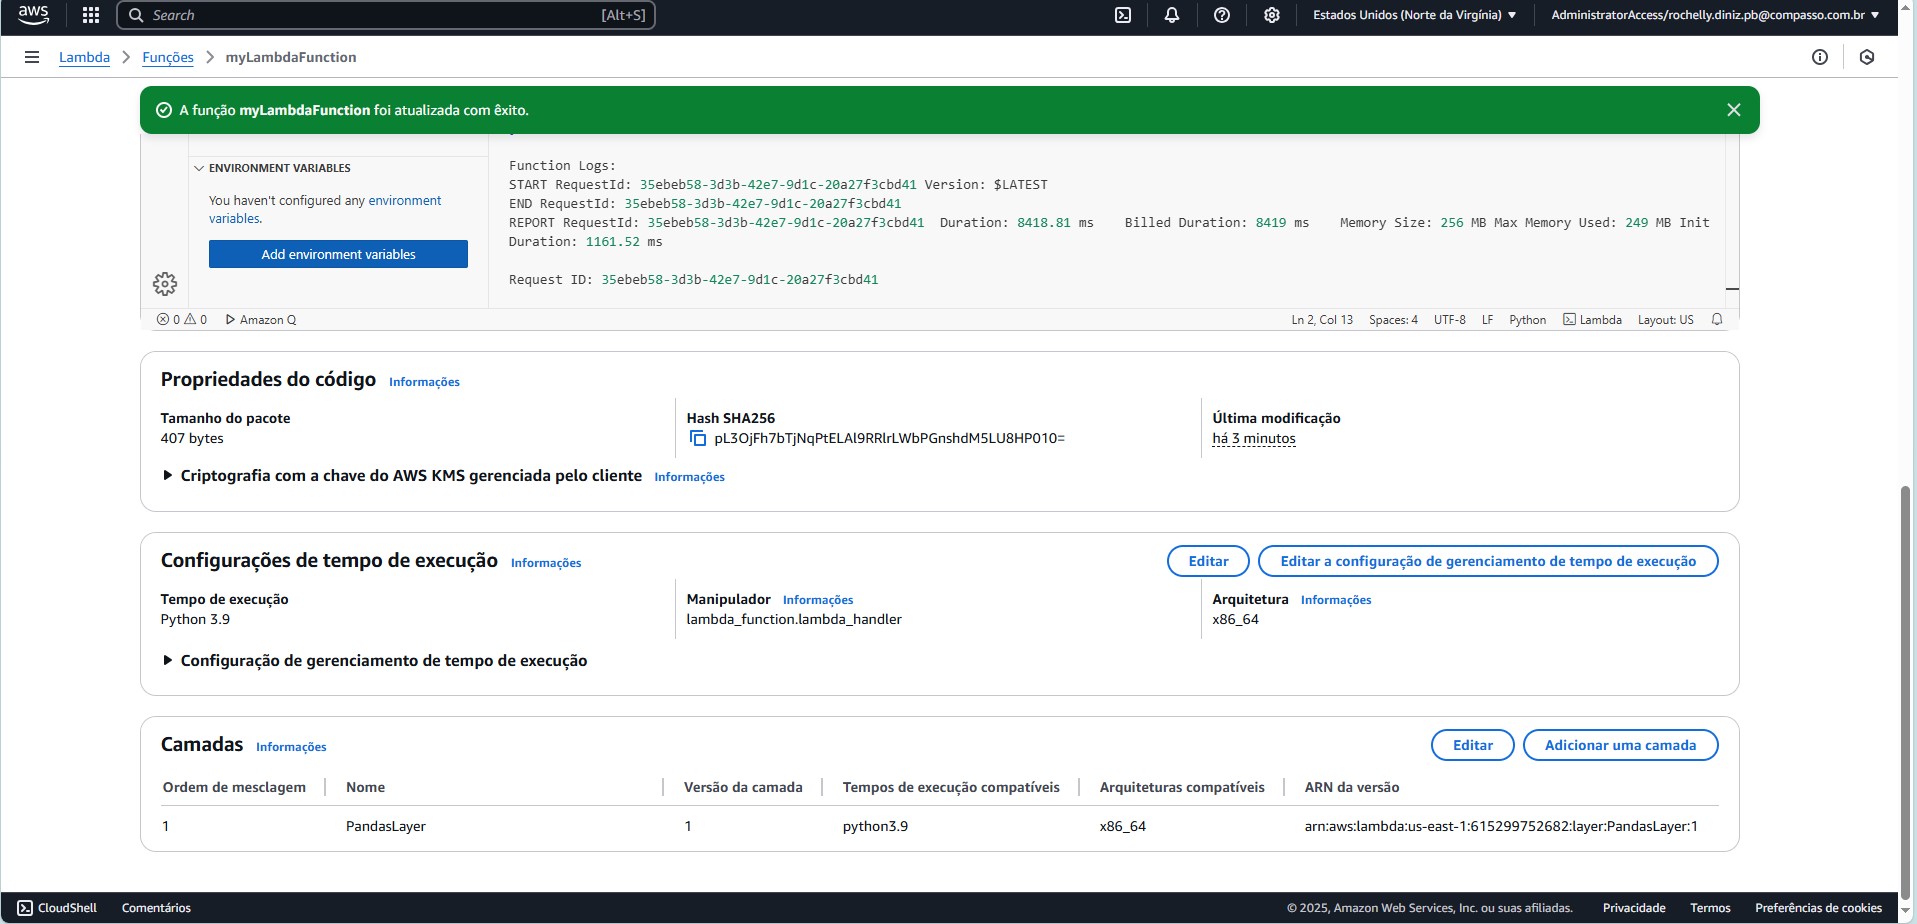 aws
Search
[Alt+S]
Estados Unidos (Norte da Virgínia)
AdministratorAccess/rochelly.diniz.pb@compasso.com.br
Lambda
Funções
myLambdaFunction
A função myLambdaFunction foi atualizada com êxito.
ENVIRONMENT VARIABLES
You haven't configured any environment
variables.
Add environment variables
Function Logs:
START RequestId: 35ebeb58-3d3b-42e7-9d1c-20a27f3cbd41 Version: $LATEST
END RequestId: 35ebeb58-3d3b-42e7-9d1c-20a27f3cbd41
REPORT RequestId: 35ebeb58-3d3b-42e7-9d1c-20a27f3cbd41 Duration: 8418.81 ms Billed Duration: 8419 ms Memory Size: 256 MB Max Memory Used: 249 MB Init
Duration: 1161.52 ms
Request ID: 35ebeb58-3d3b-42e7-9d1c-20a27f3cbd41
0 0 Amazon Q
Ln 2, Col 13 Spaces: 4 UTF-8 LF Python Lambda Layout: US
Propriedades do código Informações
Tamanho do pacote
407 bytes
Hash SHA256
pL3OjFh7bTjNqPtELAl9RRlrLWbPGnshdM5LU8HP010=
Última modificação
há 3 minutos
Criptografia com a chave do AWS KMS gerenciada pelo cliente Informações
Configurações de tempo de execução Informações
Editar
Editar a configuração de gerenciamento de tempo de execução
Tempo de execução
Python 3.9
Manipulador Informações
lambda_function.lambda_handler
Arquitetura Informações
x86_64
Configuração de gerenciamento de tempo de execução
Camadas Informações
Editar
Adicionar uma camada
Ordem de mesclagem Nome Versão da camada Tempos de execução compatíveis Arquiteturas compatíveis ARN da versão
1 PandasLayer 1 python3.9 x86_64 arn:aws:lambda:us-east-1:615299752682:layer:PandasLayer:1
CloudShell Comentários © 2025, Amazon Web Services, Inc. ou suas afiliadas. Privacidade Termos Preferências de cookies